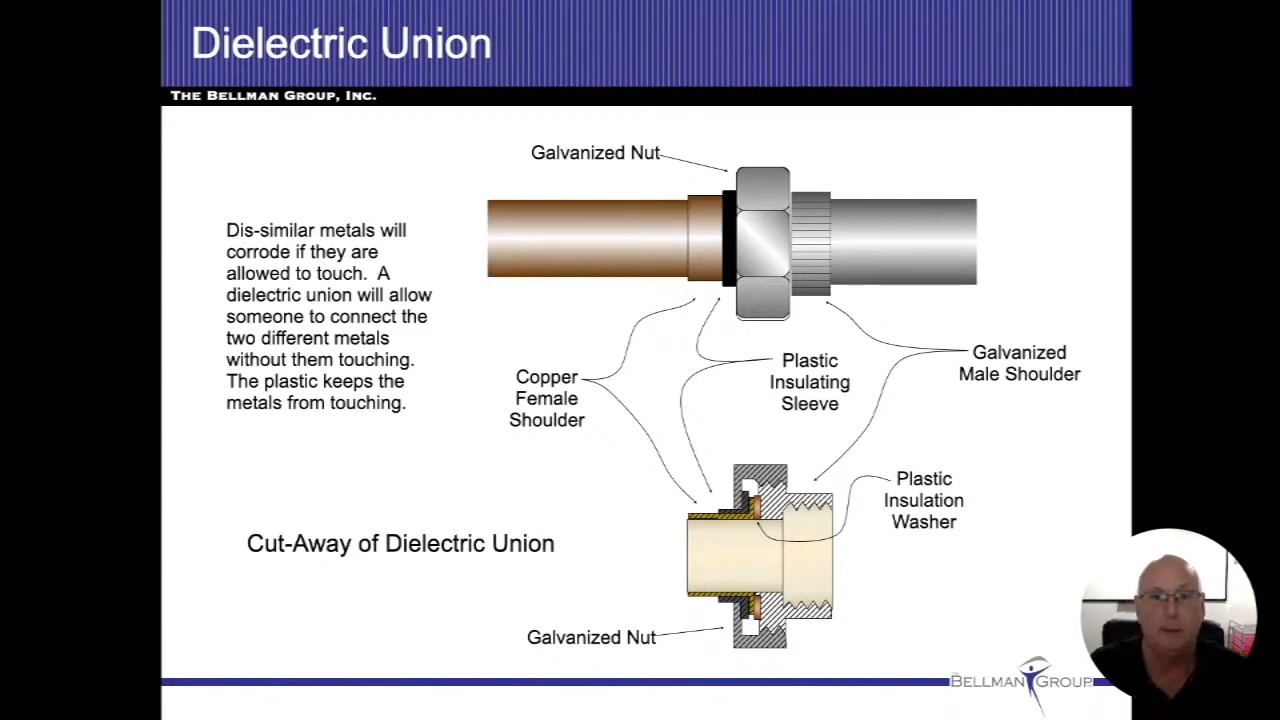 Dielectric Union
THE BELLMAN GROUP, INC.
Galvanized Nut
Dis-similar metals will
corrode if they are
allowed to touch. A
dielectric union will allow
someone to connect the
two different metals
without them touching.
The plastic keeps the
metals from touching.
Copper
Female
Shoulder
Plastic
Insulating
Sleeve
Galvanized
Male Shoulder
Plastic
Insulation
Washer
Cut-Away of Dielectric Union
Galvanized Nut
THE BELLMAN GROUP